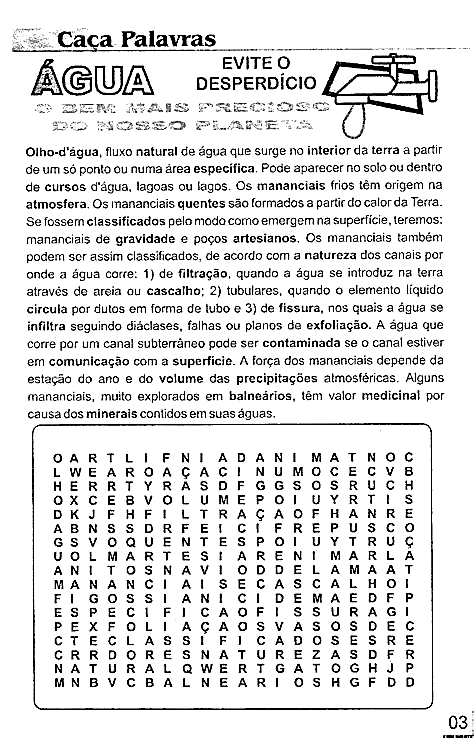 Caça Palavras
ÁGUA
EVITE O
DESPERDÍCIO
O BEM MAIS PRECIOSO
DO NOSSO PLANETA
Olho-d'água, fluxo natural de água que surge no interior da terra a partir
de um só ponto ou numa área específica. Pode aparecer no solo ou dentro
de cursos d'água, lagoas ou lagos. Os mananciais frios têm origem na
atmosfera. Os mananciais quentes são formados a partir do calor da Terra.
Se fossem classificados pelo modo como emergem na superfície, teremos:
mananciais de gravidade e poços artesianos. Os mananciais também
podem ser assim classificados, de acordo com a natureza dos canais por
onde a água corre: 1) de filtração, quando a água se introduz na terra
através de areia ou cascalho; 2) tubulares, quando o elemento líquido
circula por dutos em forma de tubo e 3) de fissura, nos quais a água se
infiltra seguindo diáclases, falhas ou planos de exfoliação. A água que
corre por um canal subterrâneo pode ser contaminada se o canal estiver
em comunicação com a superfície. A força dos mananciais depende da
estação do ano e do volume das precipitações atmosféricas. Alguns
mananciais, muito explorados em balneários, têm valor medicinal por
causa dos minerais contidos em suas águas.
O A R T L I F N I A D A N I M A T N O C
L W E A R O A Ç A C I N U M O C E C V B
H E R R T Y R A S D F G G S O S R U C H
O X C E B V O L U M E P O I U Y R T I S
D K J F H F I L T R A Ç A O F H A N R E
A B N S S D R F E I C I F R E P U S C O
G S V O Q U E N T E S P O I U Y T R U Ç
U O L M A R T E S I A R E N I M A R L A
A N I T O S N A V I O D D E L A M A A T
M A N A N C I A I S E C A S C A L H O I
F I G O S S I A N I C I D E M A E D F P
E S P E C I F I C A O F I S S U R A G I
P E X F O L I A Ç A O S V A S O S D E C
C T E C L A S S I F I C A D O S E S R E
C R R D O R E S N A T U R E Z A S D F R
N A T U R A L Q W E R T G A T O G H J P
M N B V C B A L N E A R I O S H G F D D
03